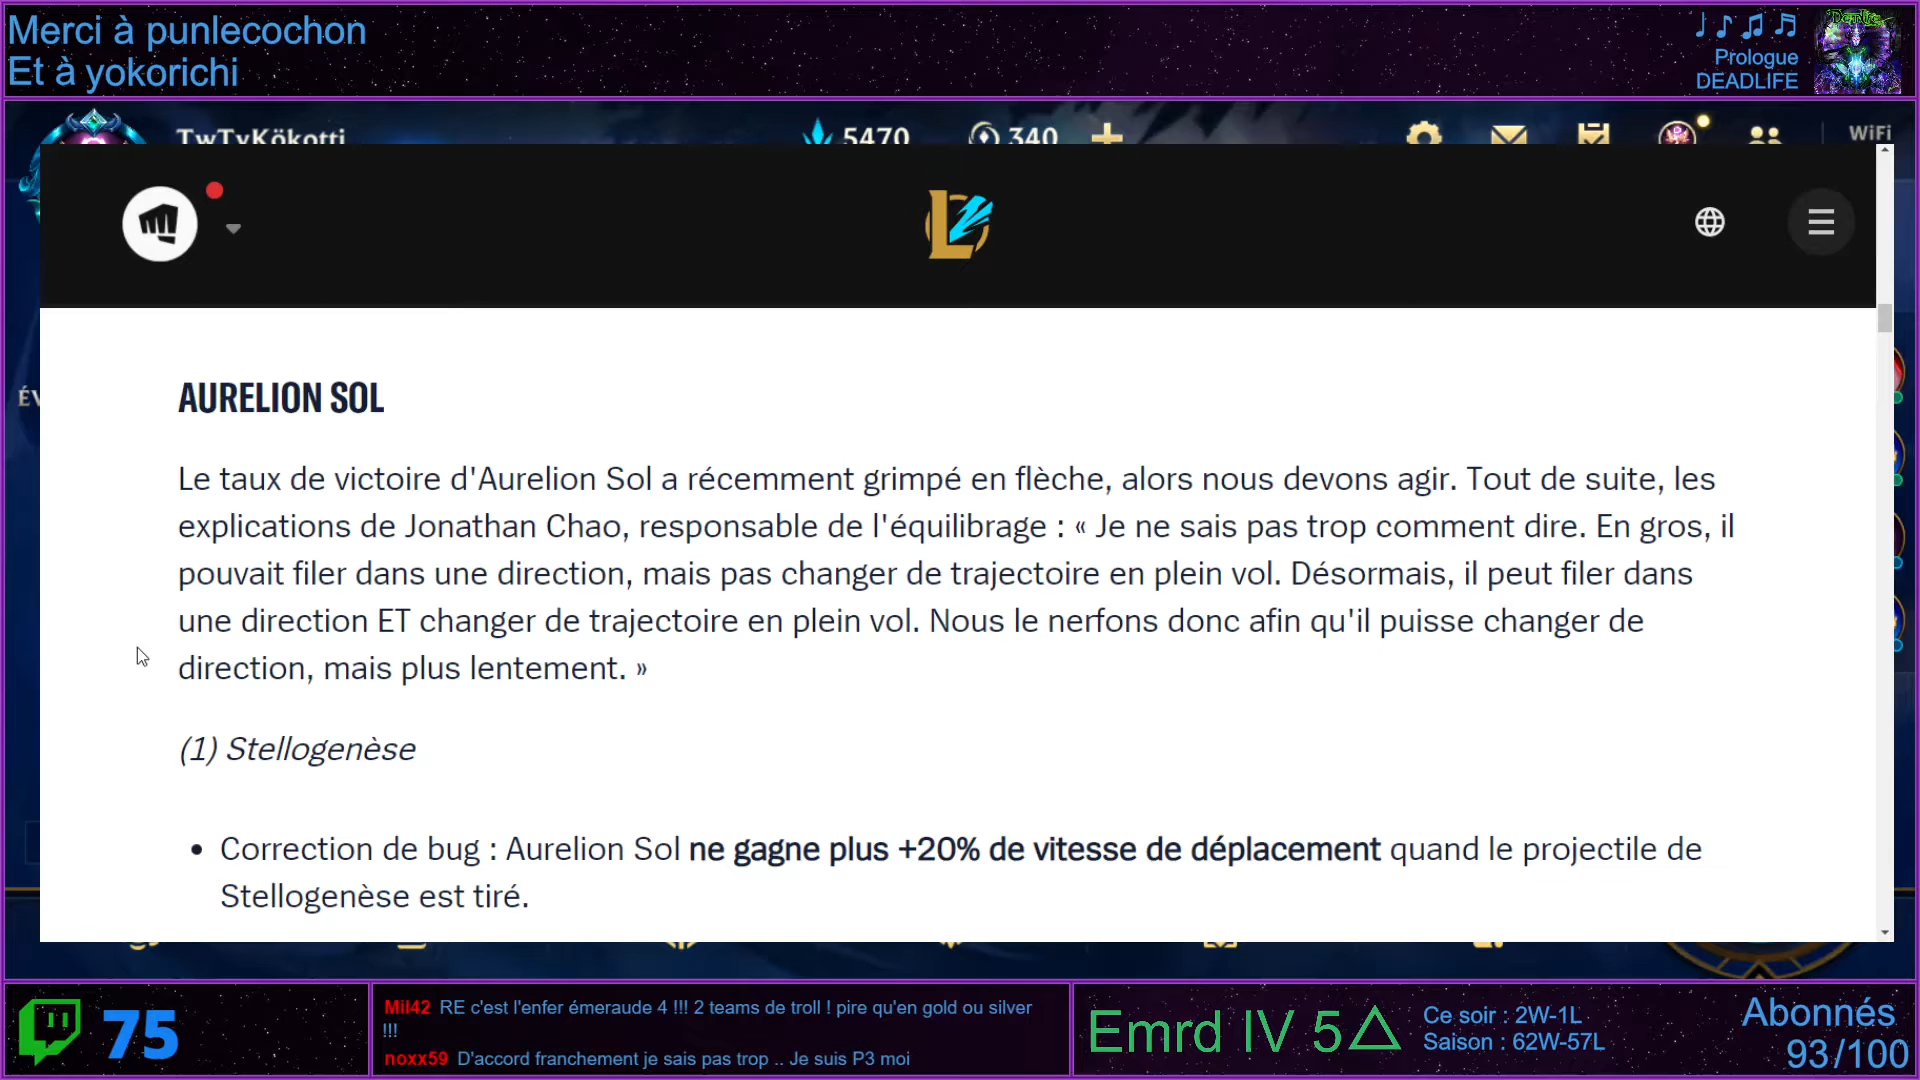 Merci à punlecochon
Et à yokorichi
Prologue
DEADLIFE
TwTvKökotti
5470
340
WiFi
AURELION SOL
Le taux de victoire d'Aurelion Sol a récemment grimpé en flèche, alors nous devons agir. Tout de suite, les
explications de Jonathan Chao, responsable de l'équilibrage : « Je ne sais pas trop comment dire. En gros, il
pouvait filer dans une direction, mais pas changer de trajectoire en plein vol. Désormais, il peut filer dans
une direction ET changer de trajectoire en plein vol. Nous le nerfons donc afin qu'il puisse changer de
direction, mais plus lentement. »
(1) Stellogenèse
• Correction de bug : Aurelion Sol ne gagne plus +20% de vitesse de déplacement quand le projectile de
Stellogenèse est tiré.
75
Mil42 RE c'est l'enfer émeraude 4 !!! 2 teams de troll ! pire qu'en gold ou silver
!!!
noxx59 D'accord franchement je sais pas trop .. Je suis P3 moi
Emrd IV 5△
Ce soir : 2W-1L
Saison : 62W-57L
Abonnés
93/100